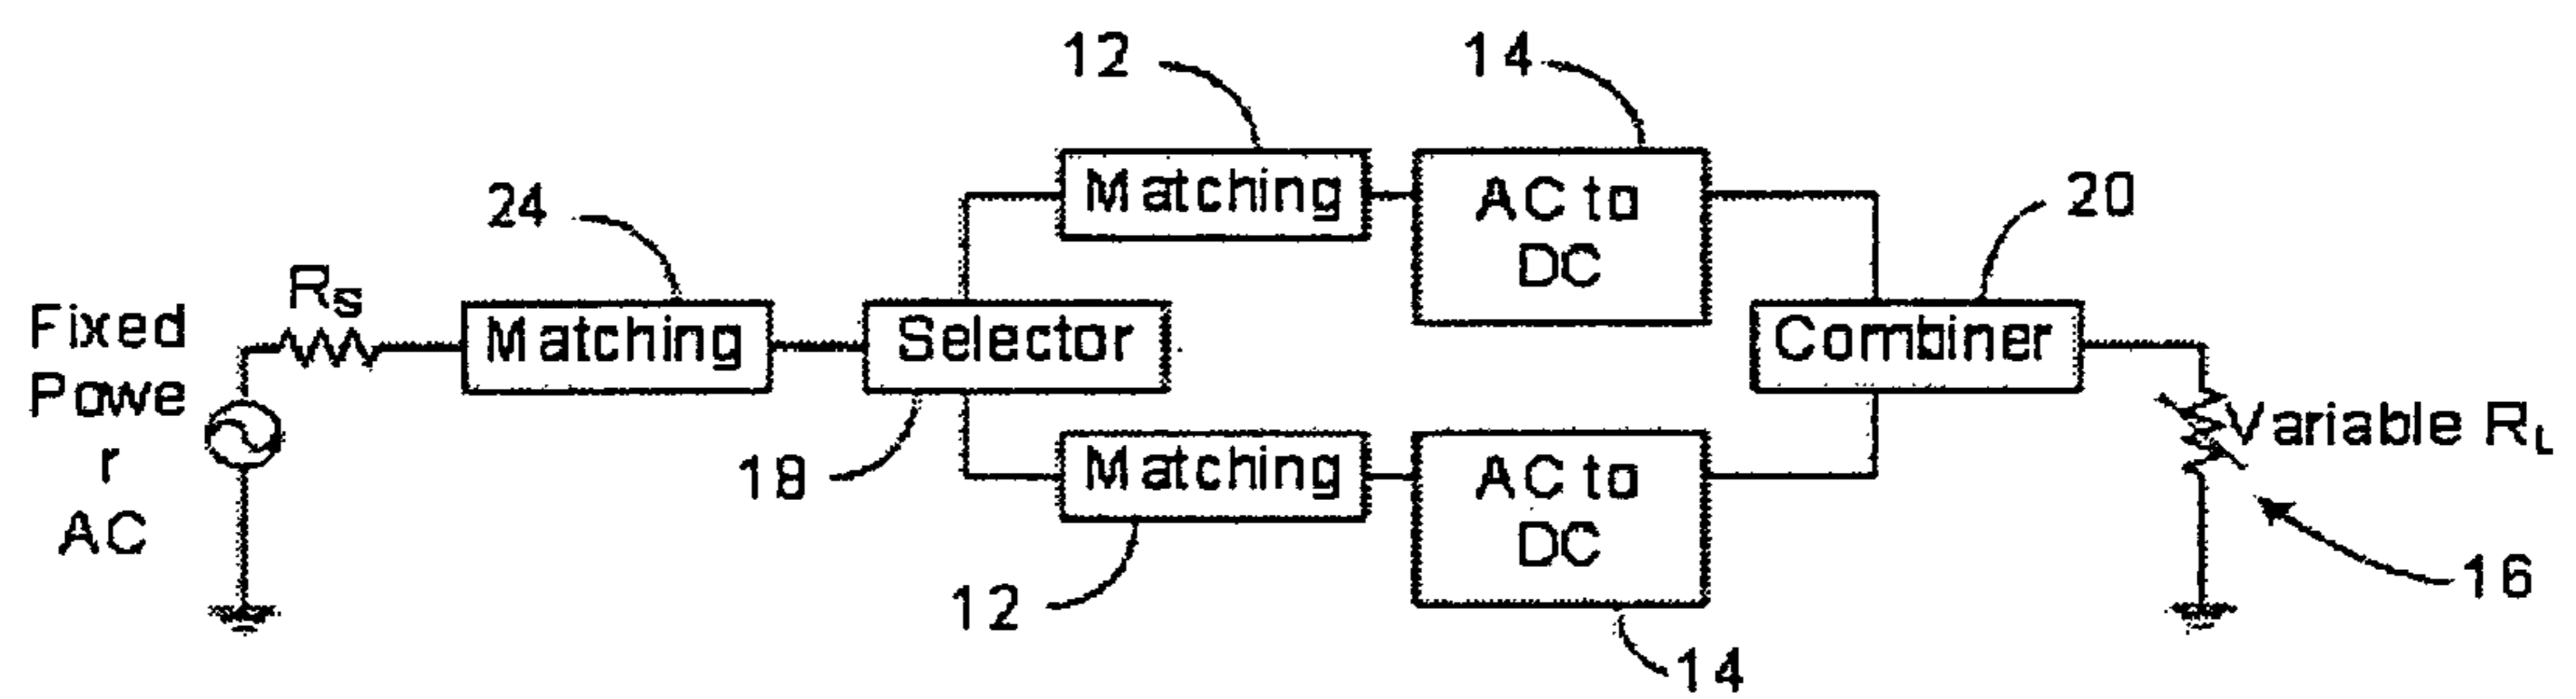 12
14
24
Matching
AC to
DC
20
Rs
Fixed
Powe
r
AC
Matching
Selector
Combiner
Variable RL
18
Matching
AC to
DC
16
12
14